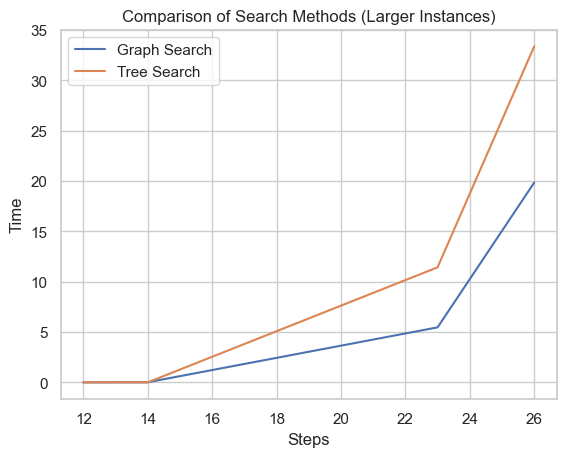 Comparison of Search Methods (Larger Instances)
Graph Search
Tree Search
35
30
25
20
15
10
5
0
Time
12 14 16 18 20 22 24 26
Steps